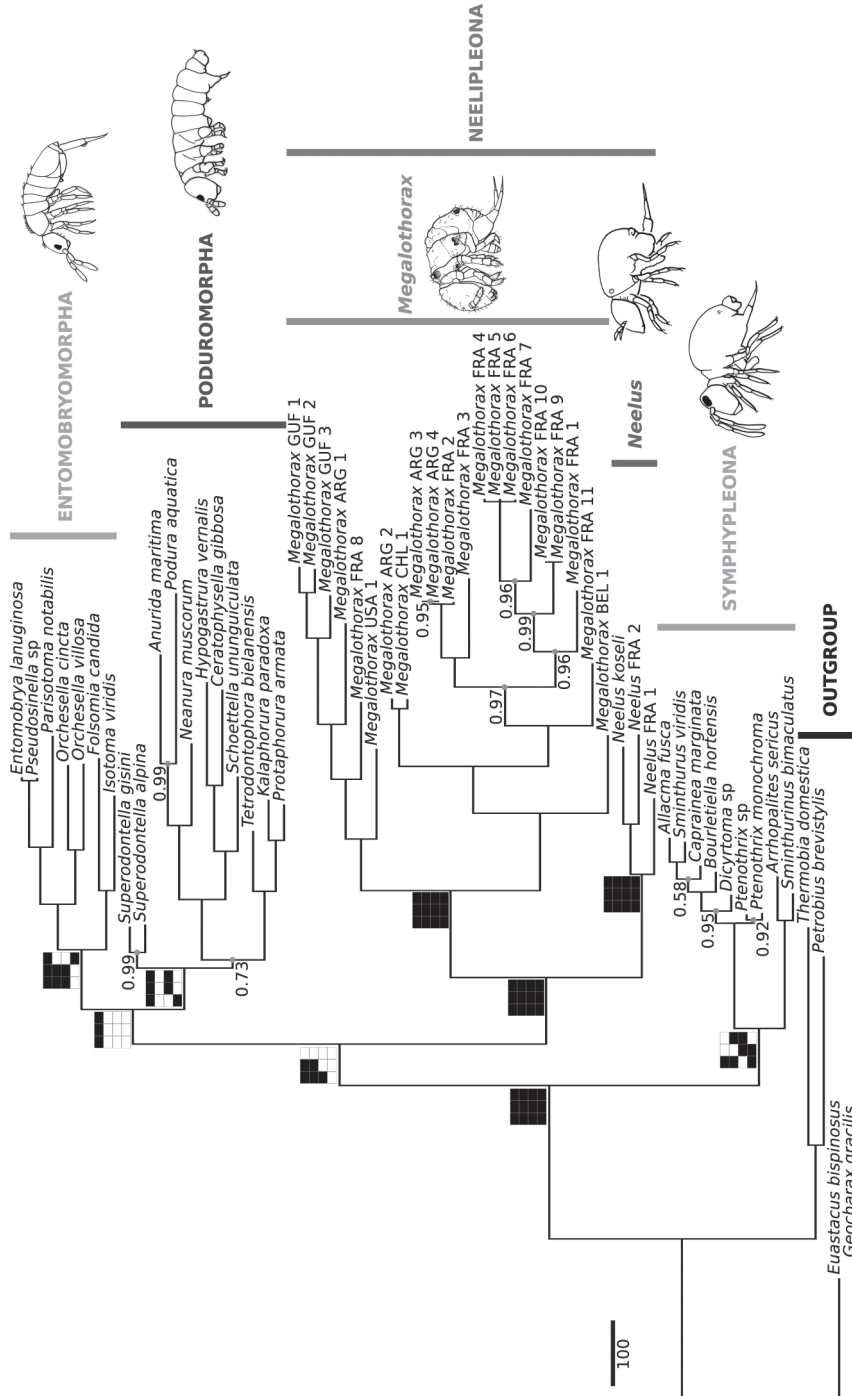 ENTOMOBRYOMORPHA
PODUROMORPHA
NEELIPLEONA
Megalothorax
Neelus
SYMPHYPLEONA
OUTGROUP
Entomobrya lanuginosa
Pseudosinella sp
Parisotoma notabilis
Orchesella cincta
Orchesella villosa
Folsomia candida
Isotoma viridis
Superodontella gisini
Superodontella alpina
0.99
Anurida maritima
Podura aquatica
0.99
Neanura muscorum
Hypogastrura vernalis
Ceratophysella gibbosa
Schoettella ununguiculata
Tetrodontophora bielanensis
Kalaphorura paradoxa
Protaphorura armata
0.73
Megalothorax GUF 1
Megalothorax GUF 2
Megalothorax GUF 3
Megalothorax ARG 1
Megalothorax FRA 8
Megalothorax USA 1
Megalothorax ARG 2
Megalothorax CHL 1
Megalothorax ARG 3
Megalothorax ARG 4
0.95
Megalothorax FRA 2
Megalothorax FRA 3
Megalothorax FRA 4
Megalothorax FRA 5
Megalothorax FRA 6
Megalothorax FRA 7
0.96
Megalothorax FRA 10
Megalothorax FRA 9
0.99
Megalothorax FRA 1
0.96
0.97
Megalothorax FRA 11
Megalothorax BEL 1
Neelus koseli
Neelus FRA 2
Neelus FRA 1
Allacma fusca
Sminthurus viridis
Caprainea marginata
0.58
Bourletiella hortensis
Dicyrtoma sp
0.95
Ptenothrix sp
Ptenothrix monochroma
0.92
Arrhopalites sericus
Sminthurinus bimaculatus
Thermobia domestica
Petrobius brevistylis
Euastacus bispinosus
Geocharax gracilis
100